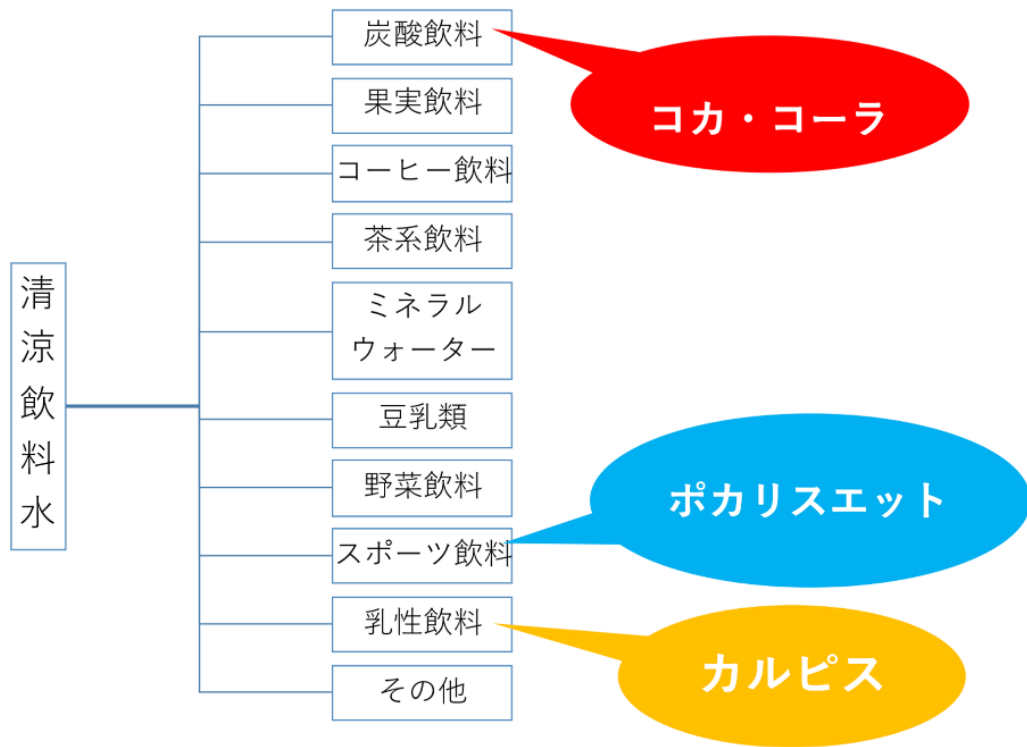 清涼飲料水
炭酸飲料
コカ・コーラ
果実飲料
コーヒー飲料
茶系飲料
ミネラル
ウォーター
豆乳類
野菜飲料
ポカリスエット
スポーツ飲料
乳性飲料
カルピス
その他